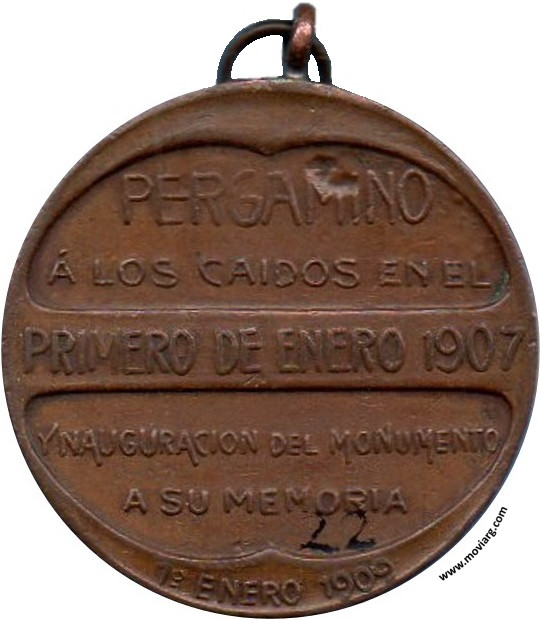 PERGAMINO
Á LOS CAIDOS EN EL
PRIMERO DE ENERO 1907
YNAUGURACION DEL MONUMENTO
A SU MEMORIA
22
1º ENERO 1909
www.moviarg.com